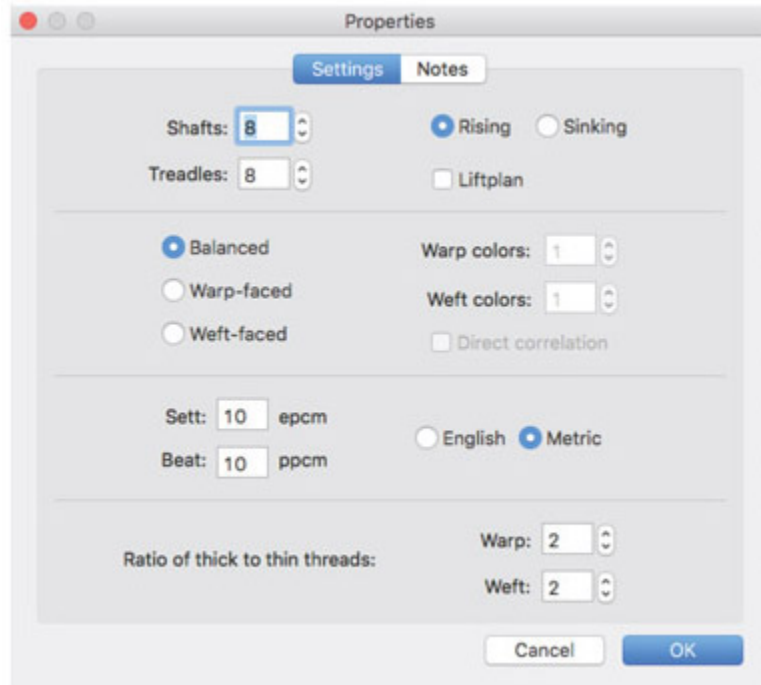 Properties
Settings Notes
Shafts: 8 Rising Sinking
Treadles: 8 Liftplan
Balanced Warp colors: 1
Warp-faced Weft colors: 1
Weft-faced Direct correlation
Sett: 10 epcm
English Metric
Beat: 10 ppcm
Warp: 2
Ratio of thick to thin threads:
Weft: 2
Cancel OK